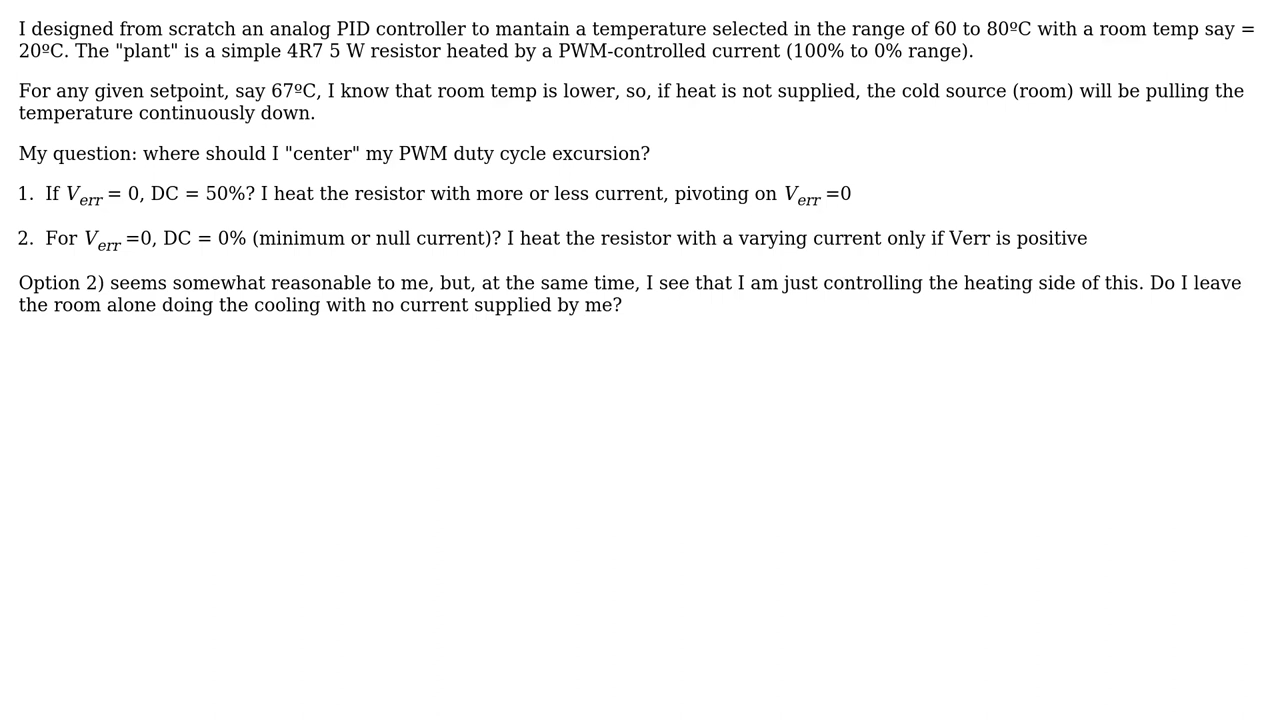 I designed from scratch an analog PID controller to mantain a temperature selected in the range of 60 to 80ºC with a room temp say =
20ºC. The "plant" is a simple 4R7 5 W resistor heated by a PWM-controlled current (100% to 0% range).
For any given setpoint, say 67ºC, I know that room temp is lower, so, if heat is not supplied, the cold source (room) will be pulling the
temperature continuously down.
My question: where should I "center" my PWM duty cycle excursion?
1. If V_err = 0, DC = 50%? I heat the resistor with more or less current, pivoting on V_err =0
2. For V_err =0, DC = 0% (minimum or null current)? I heat the resistor with a varying current only if Verr is positive
Option 2) seems somewhat reasonable to me, but, at the same time, I see that I am just controlling the heating side of this. Do I leave
the room alone doing the cooling with no current supplied by me?